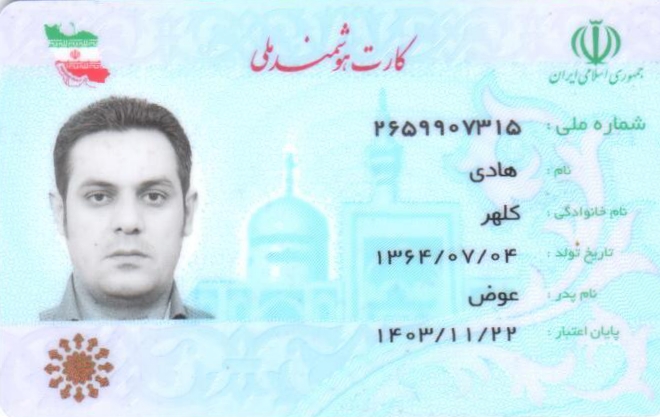 کارت هوشمند ملی
جمهوری اسلامی ایران
شماره ملی: ۲۶۵۹۹۰۷۳۱۵
نام: هادی
نام خانوادگی: کلهر
تاریخ تولد: ۱۳۶۴/۰۷/۰۴
نام پدر: عوض
پایان اعتبار: ۱۴۰۳/۱۱/۲۲